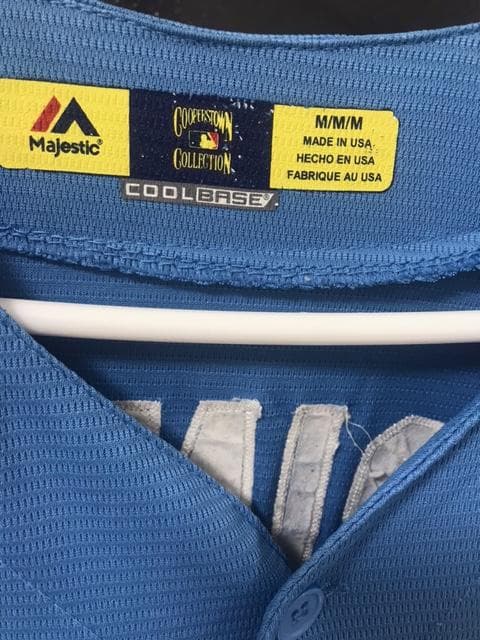 Majestic®
COOPERSTOWN
COLLECTION
M/M/M
MADE IN USA
HECHO EN USA
FABRIQUE AU USA
COOLBASE